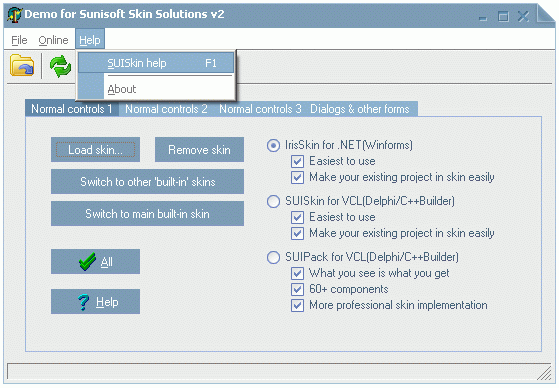 Demo for Sunisoft Skin Solutions v2
File Online Help
SUISkin help F1
About
Normal controls 1 Normal controls 2 Normal controls 3 Dialogs & other forms
Load skin... Remove skin
Switch to other 'built-in' skins
Switch to main built-in skin
All
Help
IrisSkin for .NET(Winforms)
Easiest to use
Make your existing project in skin easily
SUISkin for VCL(Delphi/C++Builder)
Easiest to use
Make your existing project in skin easily
SUIPack for VCL(Delphi/C++Builder)
What you see is what you get
60+ components
More professional skin implementation